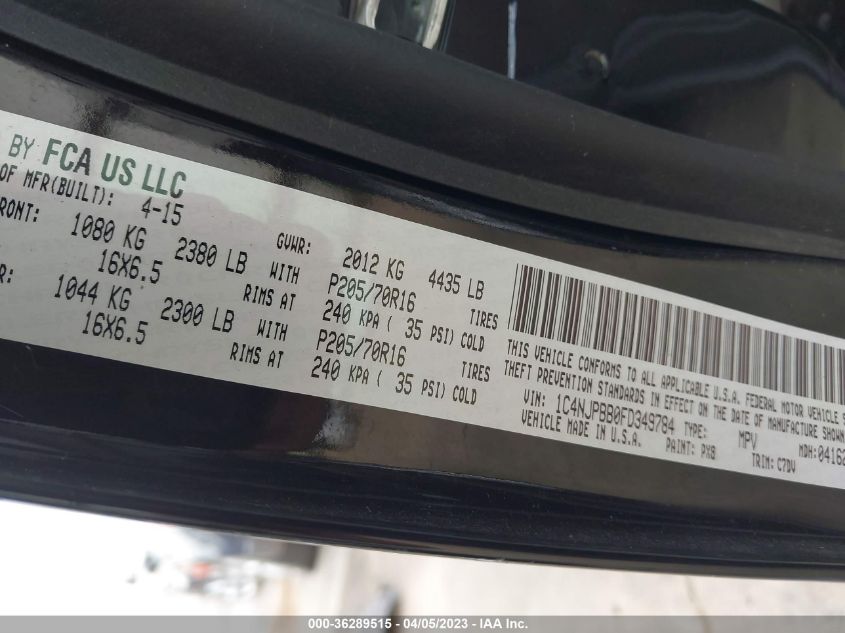 BY FCA US LLC
OF MFR(BUILT): 4-15
GVWR: 2012 KG 4435 LB
RONT: 1080 KG 2380 LB WITH P205/70R16 TIRES
16X6.5 RIMS AT 240 KPA ( 35 PSI) COLD
R: 1044 KG 2300 LB WITH P205/70R16 TIRES
16X6.5 RIMS AT 240 KPA ( 35 PSI) COLD
THIS VEHICLE CONFORMS TO ALL APPLICABLE U.S.A. FEDERAL MOTOR VEHICLE S
THEFT PREVENTION STANDARDS IN EFFECT ON THE DATE OF MANUFACTURE SHOWN
VIN: 1C4NJPBB0FD349784 TYPE: MPV MDH:0416
VEHICLE MADE IN U.S.A. PAINT: PX8 TRIM: C7DV
000-36289515 - 04/05/2023 - IAA Inc.